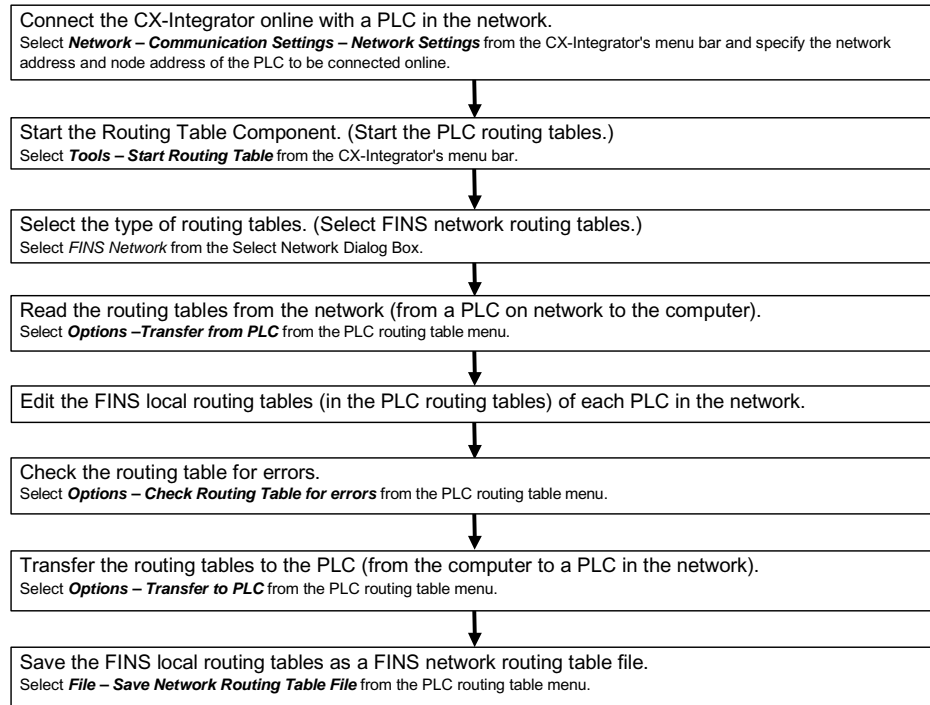 Connect the CX-Integrator online with a PLC in the network.
Select Network – Communication Settings – Network Settings from the CX-Integrator's menu bar and specify the network
address and node address of the PLC to be connected online.
Start the Routing Table Component. (Start the PLC routing tables.)
Select Tools – Start Routing Table from the CX-Integrator's menu bar.
Select the type of routing tables. (Select FINS network routing tables.)
Select FINS Network from the Select Network Dialog Box.
Read the routing tables from the network (from a PLC on network to the computer).
Select Options –Transfer from PLC from the PLC routing table menu.
Edit the FINS local routing tables (in the PLC routing tables) of each PLC in the network.
Check the routing table for errors.
Select Options – Check Routing Table for errors from the PLC routing table menu.
Transfer the routing tables to the PLC (from the computer to a PLC in the network).
Select Options – Transfer to PLC from the PLC routing table menu.
Save the FINS local routing tables as a FINS network routing table file.
Select File – Save Network Routing Table File from the PLC routing table menu.